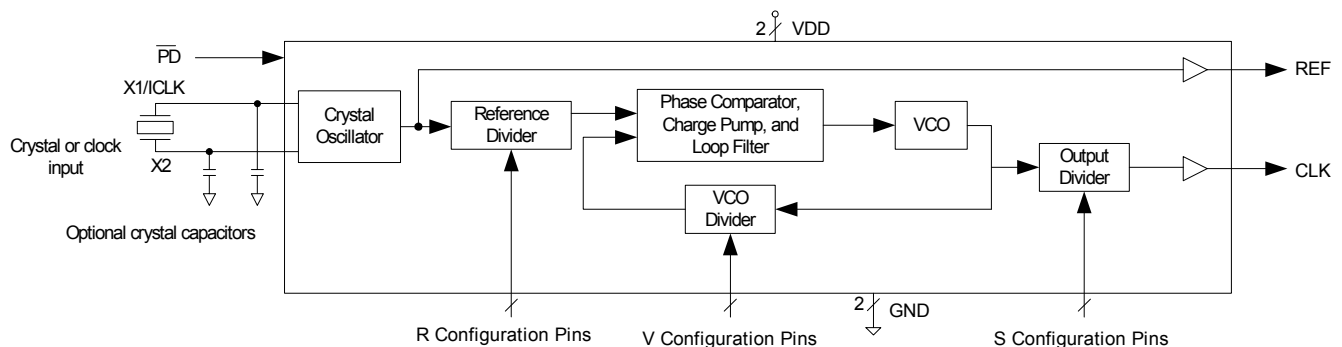 2
VDD
PD
X1/ICLK
X2
Crystal or clock
input
Optional crystal capacitors
Crystal
Oscillator
Reference
Divider
Phase Comparator,
Charge Pump, and
Loop Filter
VCO
VCO
Divider
Output
Divider
REF
CLK
2
GND
R Configuration Pins
V Configuration Pins
S Configuration Pins